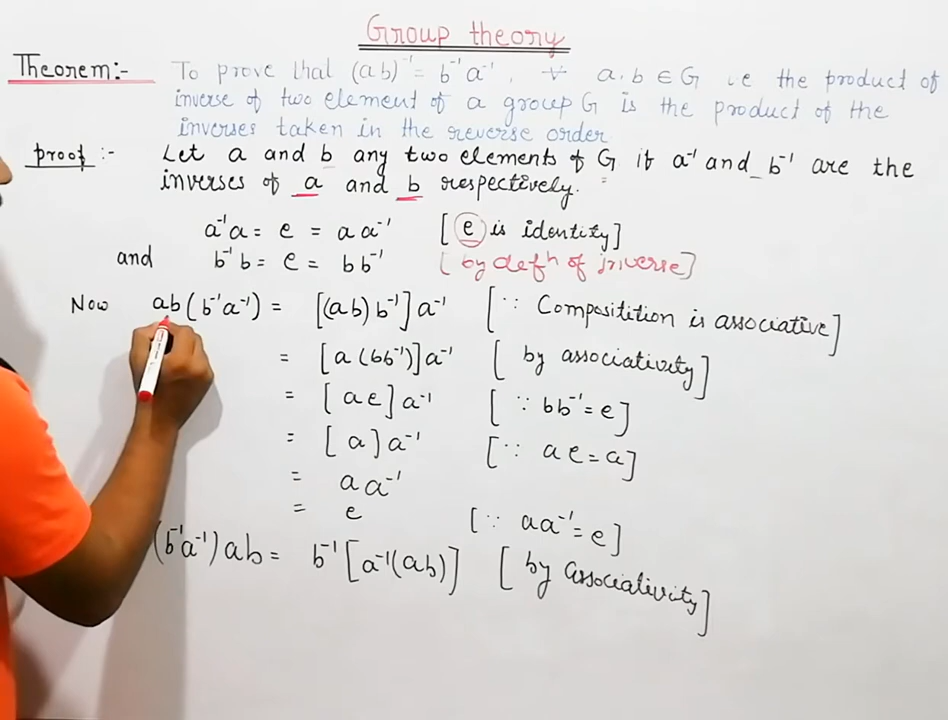 Group theory
Theorem:- To prove that (ab)⁻¹ = b⁻¹a⁻¹, ∀ a, b ∈ G i.e the product of
inverse of two element of a group G is the product of the
inverses taken in the reverse order
proof :- Let a and b any two elements of G if a⁻¹ and b⁻¹ are the
inverses of a and b respectively.
a⁻¹a = e = aa⁻¹ [e is identity]
and b⁻¹b = e = bb⁻¹ [by defⁿ of inverse]
Now ab(b⁻¹a⁻¹) = [(ab)b⁻¹]a⁻¹ [∵ Compositition is associative]
= [a(bb⁻¹)]a⁻¹ [by associativity]
= [ae]a⁻¹ [∵ bb⁻¹=e]
= [a]a⁻¹ [∵ ae=a]
= aa⁻¹
= e [∵ aa⁻¹=e]
(b⁻¹a⁻¹)ab = b⁻¹[a⁻¹(ab)] [by associativity]